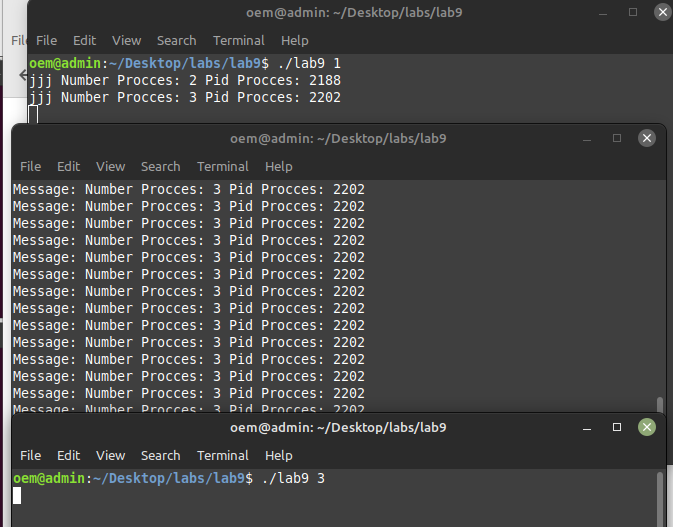 oem@admin: ~/Desktop/labs/lab9
File Edit View Search Terminal Help
oem@admin:~/Desktop/labs/lab9$ ./lab9 1
jjj Number Procces: 2 Pid Procces: 2188
jjj Number Procces: 3 Pid Procces: 2202
oem@admin: ~/Desktop/labs/lab9
File Edit View Search Terminal Help
Message: Number Procces: 3 Pid Procces: 2202
Message: Number Procces: 3 Pid Procces: 2202
Message: Number Procces: 3 Pid Procces: 2202
Message: Number Procces: 3 Pid Procces: 2202
Message: Number Procces: 3 Pid Procces: 2202
Message: Number Procces: 3 Pid Procces: 2202
Message: Number Procces: 3 Pid Procces: 2202
Message: Number Procces: 3 Pid Procces: 2202
Message: Number Procces: 3 Pid Procces: 2202
Message: Number Procces: 3 Pid Procces: 2202
Message: Number Procces: 3 Pid Procces: 2202
Message: Number Procces: 3 Pid Procces: 2202
Message: Number Procces: 3 Pid Procces: 2202
Message: Number Procces: 3 Pid Procces: 2202
oem@admin: ~/Desktop/labs/lab9
File Edit View Search Terminal Help
oem@admin:~/Desktop/labs/lab9$ ./lab9 3